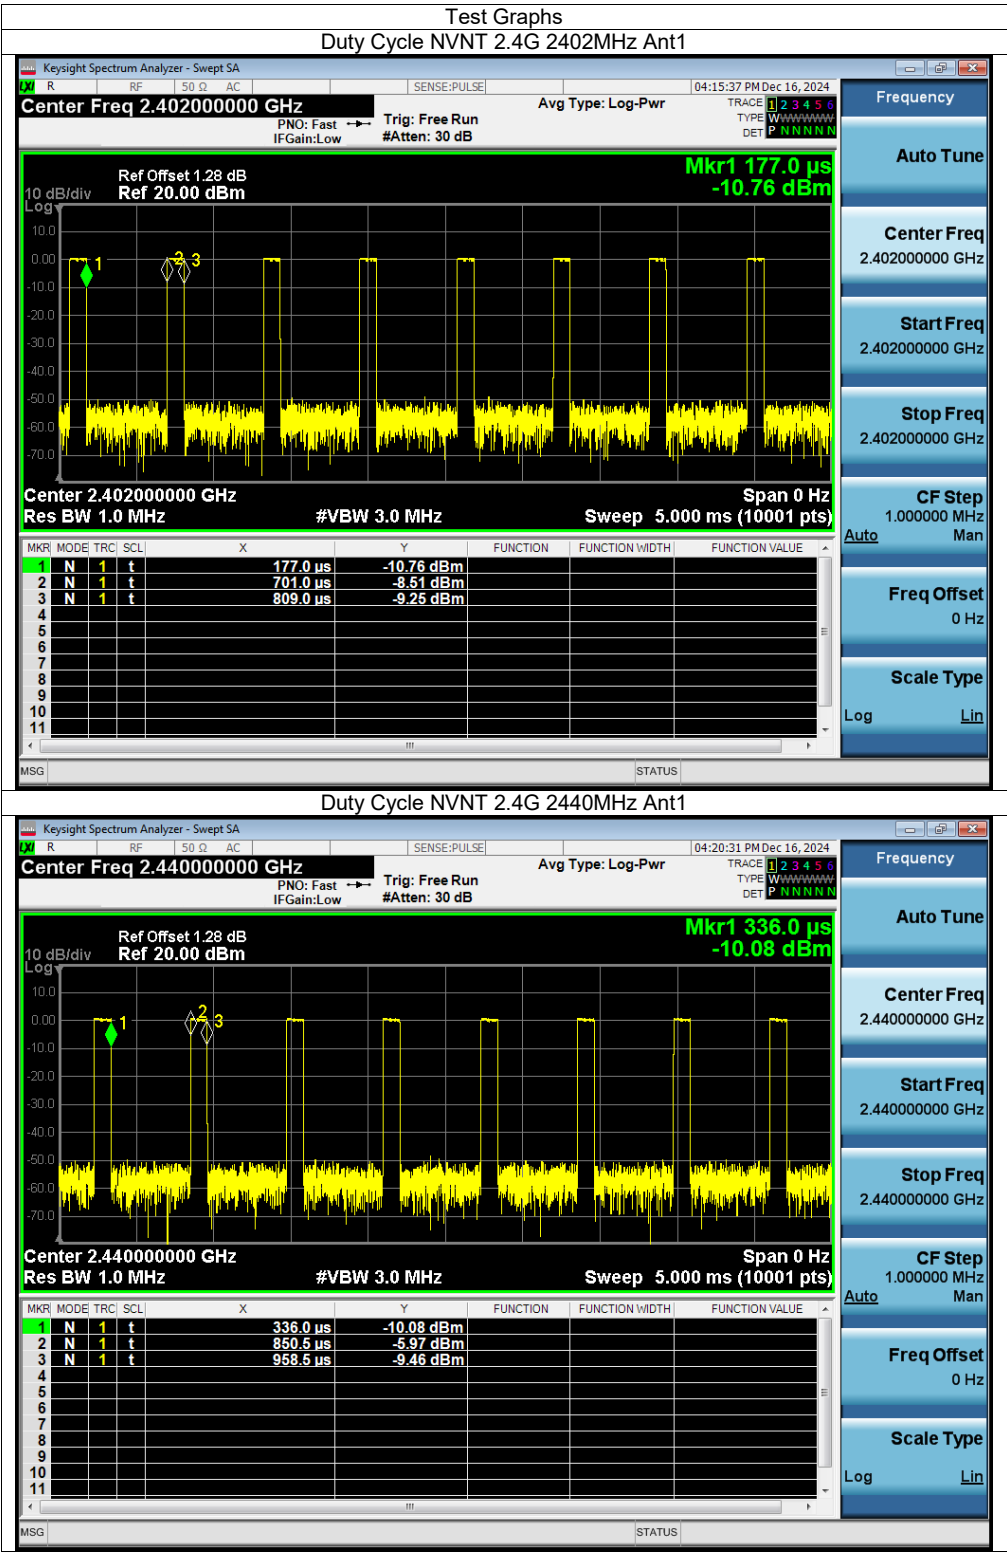 Test Graphs
Duty Cycle NVNT 2.4G 2402MHz Ant1
Keysight Spectrum Analyzer - Swept SA
LXI R RF 50 Ω AC SENSE:PULSE 04:15:37 PM Dec 16, 2024
Center Freq 2.402000000 GHz Avg Type: Log-Pwr TRACE 1 2 3 4 5 6
PNO: Fast Trig: Free Run TYPE WWWWWWW
IFGain:Low #Atten: 30 dB DET P N N N N N
Frequency
Mkr1 177.0 µs
-10.76 dBm
Ref Offset 1.28 dB
10 dB/div Ref 20.00 dBm
Log
10.0
0.00
-10.0
-20.0
-30.0
-40.0
-50.0
-60.0
-70.0
1
2
3
Center 2.402000000 GHz Span 0 Hz
Res BW 1.0 MHz #VBW 3.0 MHz Sweep 5.000 ms (10001 pts)
MKR MODE TRC SCL X Y FUNCTION FUNCTION WIDTH FUNCTION VALUE
1 N 1 t 177.0 µs -10.76 dBm
2 N 1 t 701.0 µs -8.51 dBm
3 N 1 t 809.0 µs -9.25 dBm
4
5
6
7
8
9
10
11
MSG STATUS
Auto Tune
Center Freq
2.402000000 GHz
Start Freq
2.402000000 GHz
Stop Freq
2.402000000 GHz
CF Step
1.000000 MHz
Auto Man
Freq Offset
0 Hz
Scale Type
Log Lin
Duty Cycle NVNT 2.4G 2440MHz Ant1
Keysight Spectrum Analyzer - Swept SA
LXI R RF 50 Ω AC SENSE:PULSE 04:20:31 PM Dec 16, 2024
Center Freq 2.440000000 GHz Avg Type: Log-Pwr TRACE 1 2 3 4 5 6
PNO: Fast Trig: Free Run TYPE WWWWWWW
IFGain:Low #Atten: 30 dB DET P N N N N N
Frequency
Mkr1 336.0 µs
-10.08 dBm
Ref Offset 1.28 dB
10 dB/div Ref 20.00 dBm
Log
10.0
0.00
-10.0
-20.0
-30.0
-40.0
-50.0
-60.0
-70.0
1
2
3
Center 2.440000000 GHz Span 0 Hz
Res BW 1.0 MHz #VBW 3.0 MHz Sweep 5.000 ms (10001 pts)
MKR MODE TRC SCL X Y FUNCTION FUNCTION WIDTH FUNCTION VALUE
1 N 1 t 336.0 µs -10.08 dBm
2 N 1 t 850.5 µs -5.97 dBm
3 N 1 t 958.5 µs -9.46 dBm
4
5
6
7
8
9
10
11
MSG STATUS
Auto Tune
Center Freq
2.440000000 GHz
Start Freq
2.440000000 GHz
Stop Freq
2.440000000 GHz
CF Step
1.000000 MHz
Auto Man
Freq Offset
0 Hz
Scale Type
Log Lin